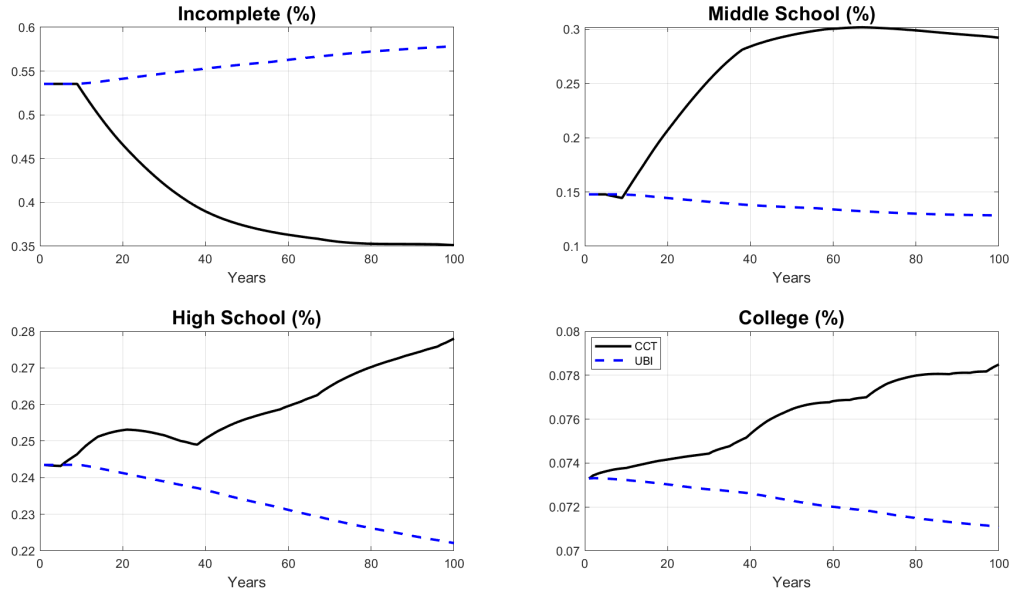 Incomplete (%)
0.6
0.55
0.5
0.45
0.4
0.35
0 20 40 60 80 100
Years
Middle School (%)
0.3
0.25
0.2
0.15
0.1
0 20 40 60 80 100
Years
High School (%)
0.28
0.27
0.26
0.25
0.24
0.23
0.22
0 20 40 60 80 100
Years
College (%)
0.08
0.078
0.076
0.074
0.072
0.07
CCT
UBI
0 20 40 60 80 100
Years